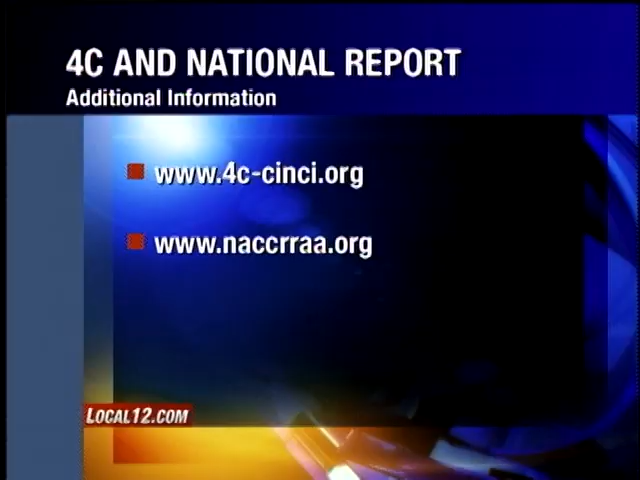 4C AND NATIONAL REPORT
Additional Information
www.4c-cinci.org
www.naccrraa.org
LOCAL12.COM